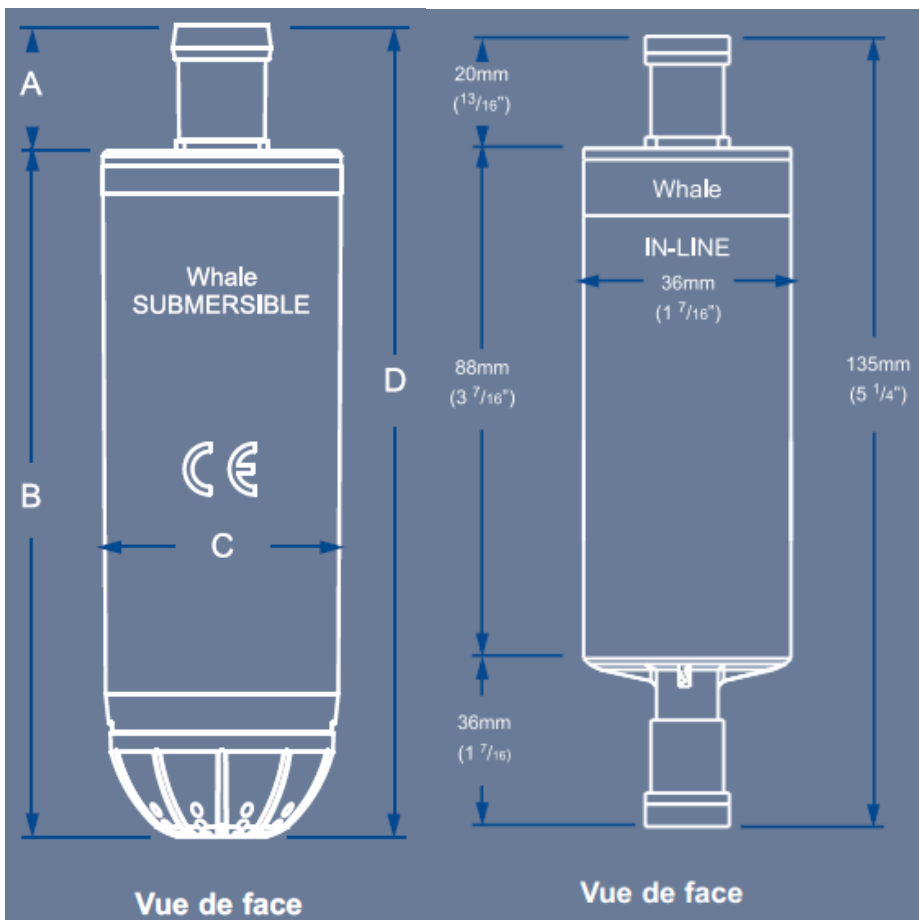 A
B
C
D
Whale
SUBMERSIBLE
CE
Vue de face
20mm
(13/16")
Whale
IN-LINE
36mm
(1 7/16")
88mm
(3 7/16")
135mm
(5 1/4")
36mm
(1 7/16)
Vue de face